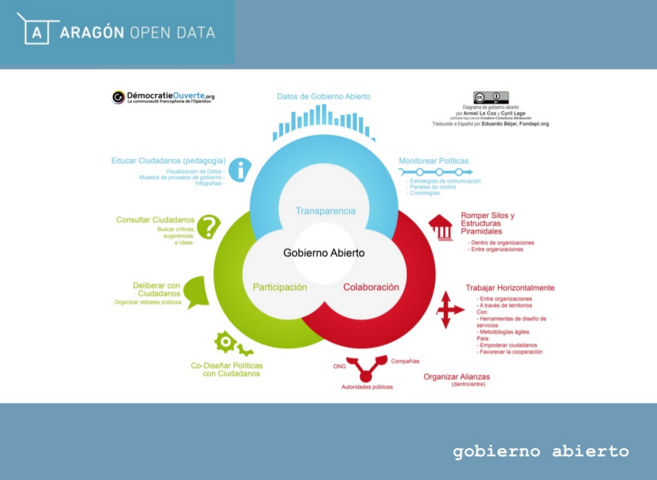 A
ARAGÓN OPEN DATA
DémocratieOuverte.org
La communauté francophone de l'OpenGov
Datos de Gobierno Abierto
Diagrama de gobierno abierto
por Armel Le Coz y Cyril Lage
publicado bajo licencia Creative Commons Atribución
Traducción a Español por Eduardo Béjar, Fundapi.org
Educar Ciudadanos (pedagogía)
Visualización de Datos -
Muestra de procesos de gobierno -
Infografías -
Monitorear Políticas
- Estrategias de comunicación
- Paneles de control
- Cronologías
Transparencia
Consultar Ciudadanos
Buscar críticas,
sugerencias
e ideas
Romper Silos y
Estructuras
Piramidales
- Dentro de organizaciones
- Entre organizaciones
Gobierno Abierto
Deliberar con
Ciudadanos
Organizar debates públicos
Participación
Colaboración
Trabajar Horizontalmente
- Entre organizaciones
- A través de territorios
Con:
- Herramientas de diseño de
servicios
- Metodologías ágiles
Para:
- Empoderar ciudadanos
- Favorecer la cooperación
Co-Diseñar Políticas
con Ciudadanos
ONG
Compañías
Autoridades públicas
Organizar Alianzas
(dentro/entre)
gobierno abierto